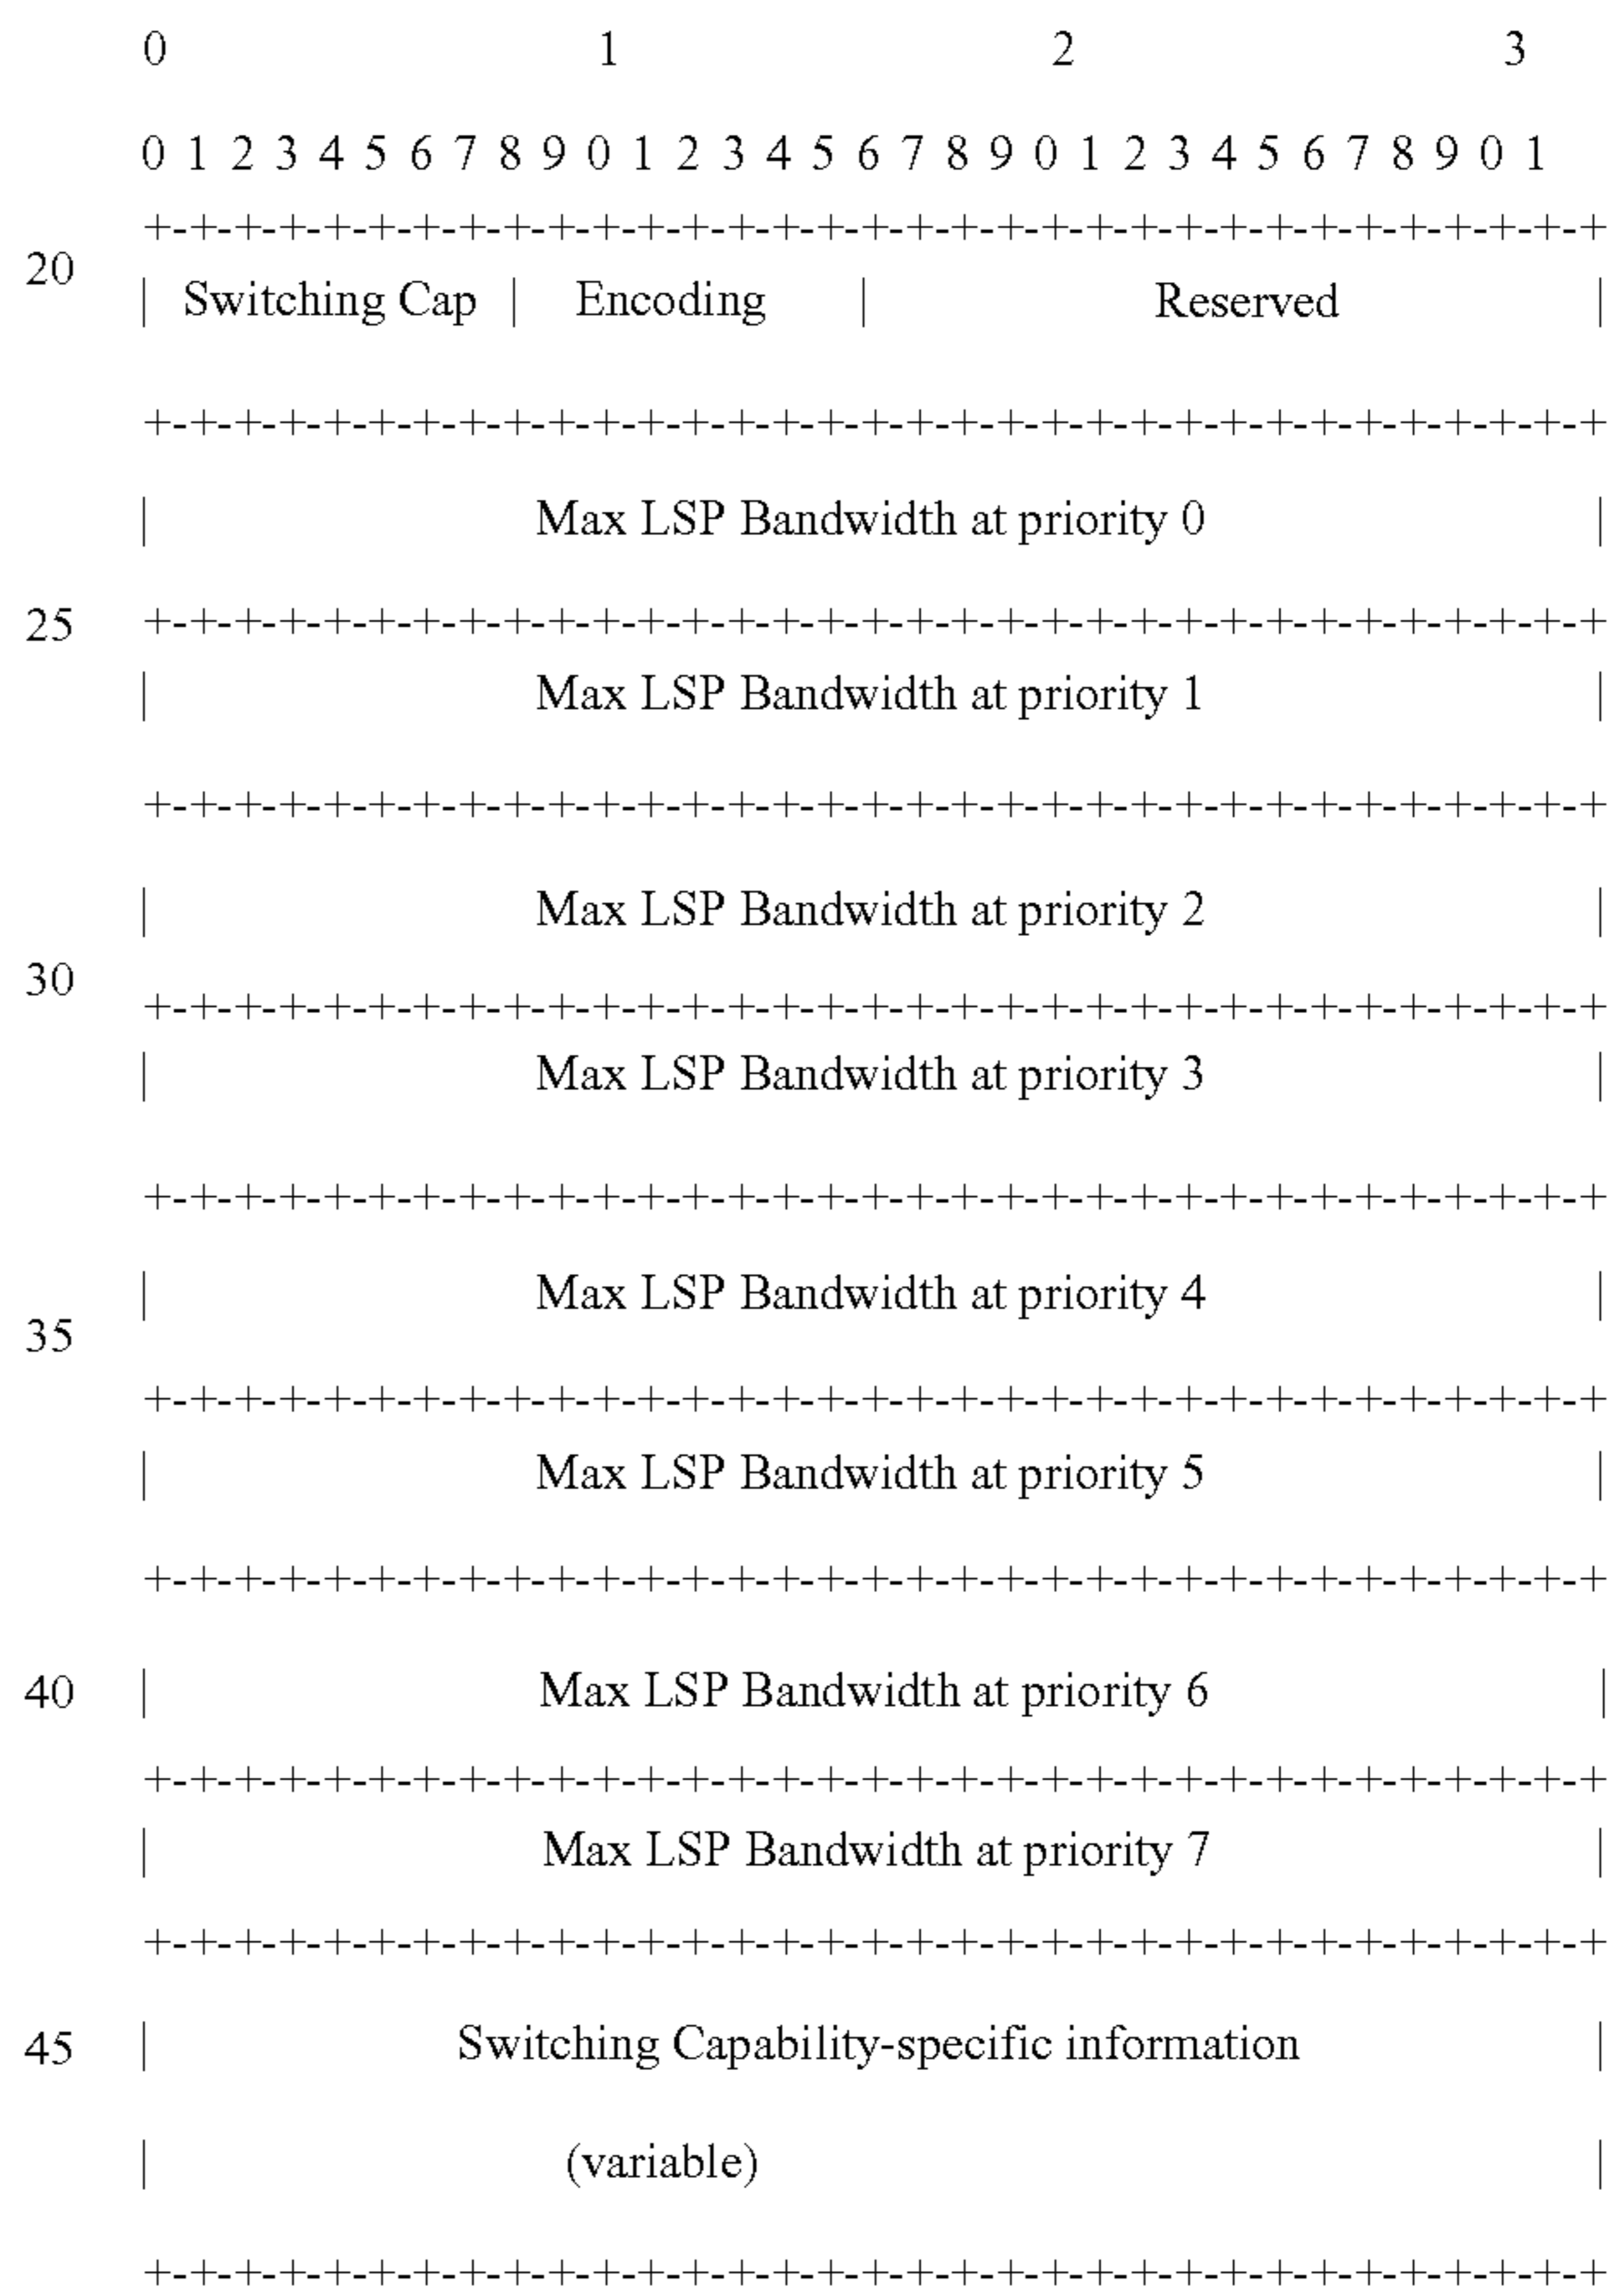 0 1 2 3
0 1 2 3 4 5 6 7 8 9 0 1 2 3 4 5 6 7 8 9 0 1 2 3 4 5 6 7 8 9 0 1
+-+-+-+-+-+-+-+-+-+-+-+-+-+-+-+-+-+-+-+-+-+-+-+-+-+-+-+-+-+-+-+-+
20
| Switching Cap | Encoding | Reserved |
+-+-+-+-+-+-+-+-+-+-+-+-+-+-+-+-+-+-+-+-+-+-+-+-+-+-+-+-+-+-+-+-+
| Max LSP Bandwidth at priority 0 |
25 +-+-+-+-+-+-+-+-+-+-+-+-+-+-+-+-+-+-+-+-+-+-+-+-+-+-+-+-+-+-+-+-+
| Max LSP Bandwidth at priority 1 |
+-+-+-+-+-+-+-+-+-+-+-+-+-+-+-+-+-+-+-+-+-+-+-+-+-+-+-+-+-+-+-+-+
| Max LSP Bandwidth at priority 2 |
30
+-+-+-+-+-+-+-+-+-+-+-+-+-+-+-+-+-+-+-+-+-+-+-+-+-+-+-+-+-+-+-+-+
| Max LSP Bandwidth at priority 3 |
+-+-+-+-+-+-+-+-+-+-+-+-+-+-+-+-+-+-+-+-+-+-+-+-+-+-+-+-+-+-+-+-+
| Max LSP Bandwidth at priority 4 |
35
+-+-+-+-+-+-+-+-+-+-+-+-+-+-+-+-+-+-+-+-+-+-+-+-+-+-+-+-+-+-+-+-+
| Max LSP Bandwidth at priority 5 |
+-+-+-+-+-+-+-+-+-+-+-+-+-+-+-+-+-+-+-+-+-+-+-+-+-+-+-+-+-+-+-+-+
40 | Max LSP Bandwidth at priority 6 |
+-+-+-+-+-+-+-+-+-+-+-+-+-+-+-+-+-+-+-+-+-+-+-+-+-+-+-+-+-+-+-+-+
| Max LSP Bandwidth at priority 7 |
+-+-+-+-+-+-+-+-+-+-+-+-+-+-+-+-+-+-+-+-+-+-+-+-+-+-+-+-+-+-+-+-+
45 | Switching Capability-specific information |
| (variable) |
+-+-+-+-+-+-+-+-+-+-+-+-+-+-+-+-+-+-+-+-+-+-+-+-+-+-+-+-+-+-+-+-+